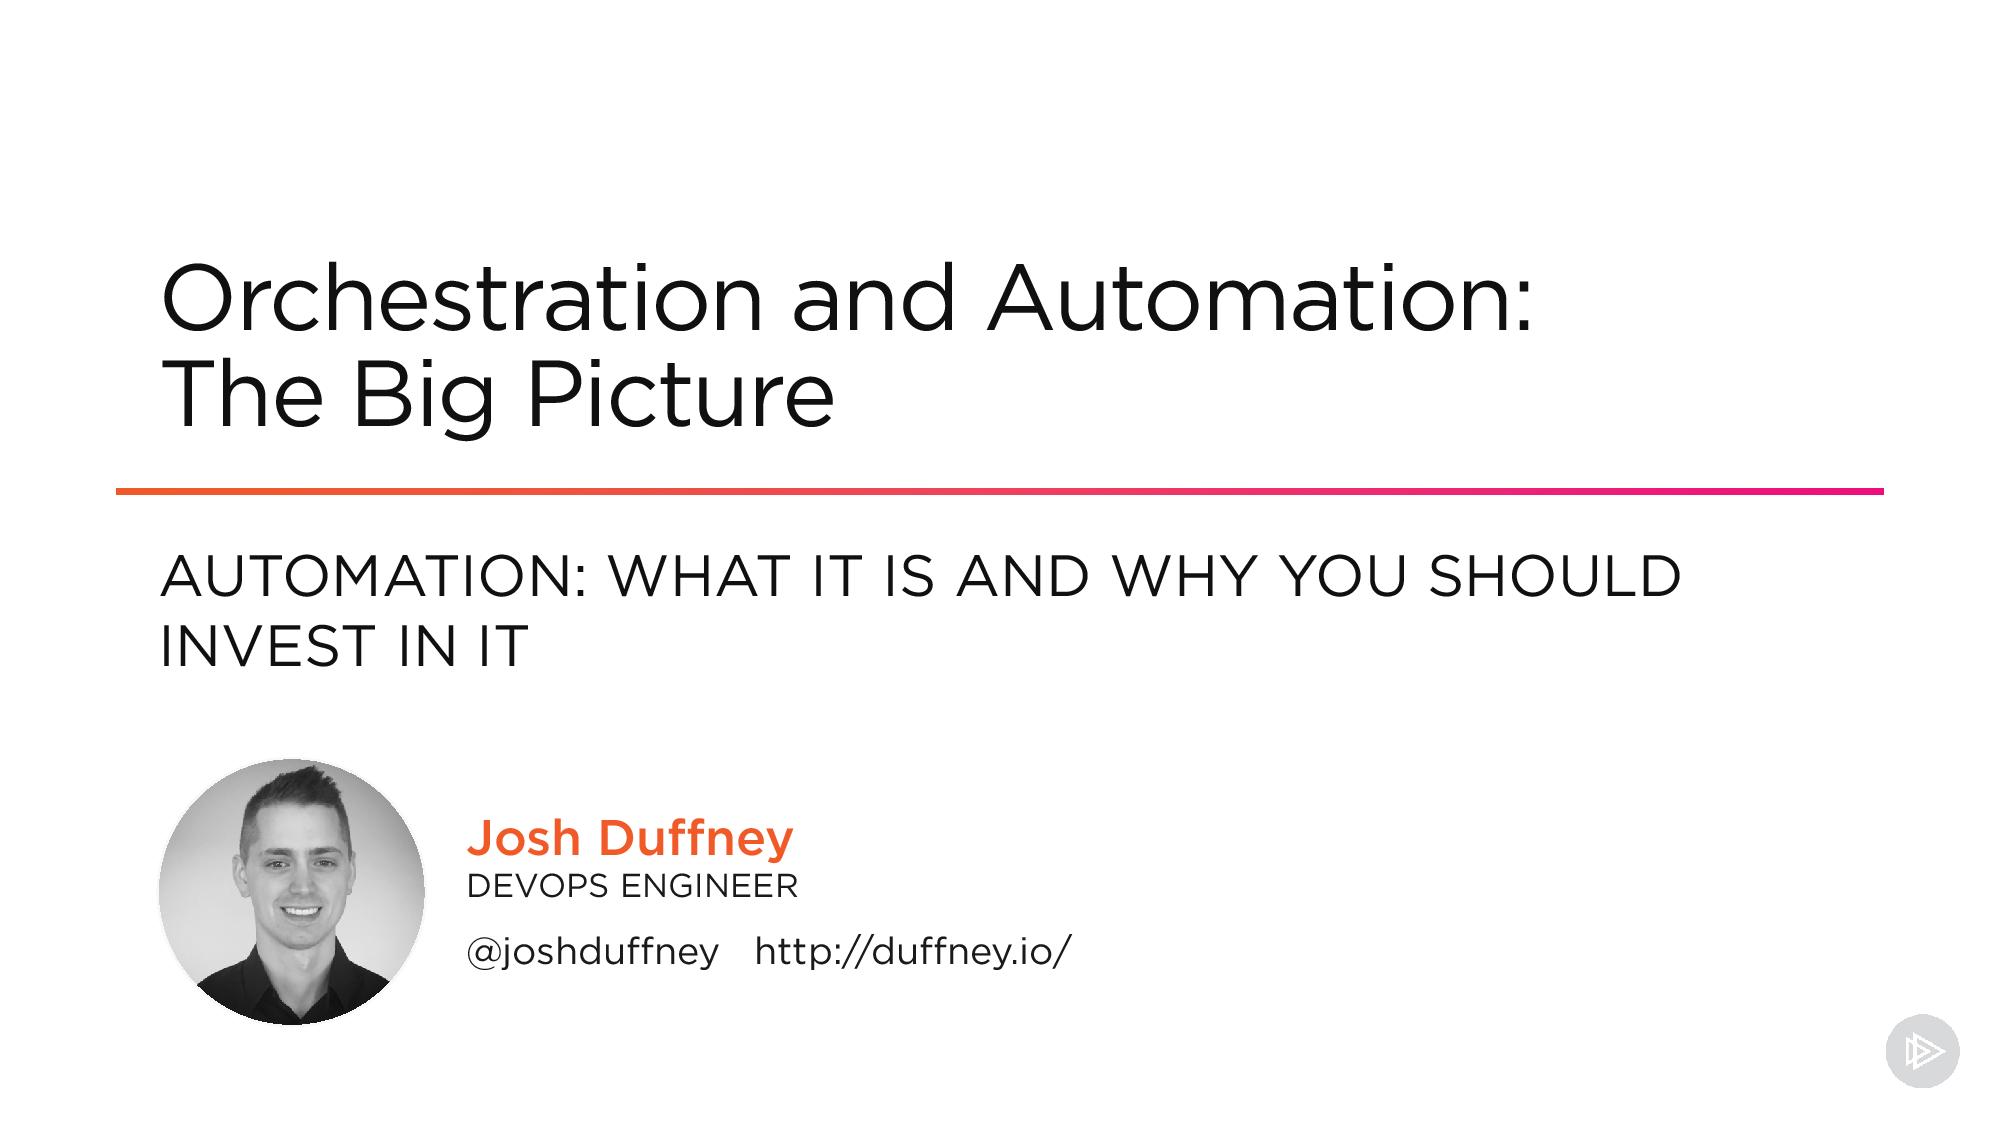 Orchestration and Automation:
The Big Picture
AUTOMATION: WHAT IT IS AND WHY YOU SHOULD
INVEST IN IT
Josh Duffney
DEVOPS ENGINEER
@joshduffney http://duffney.io/